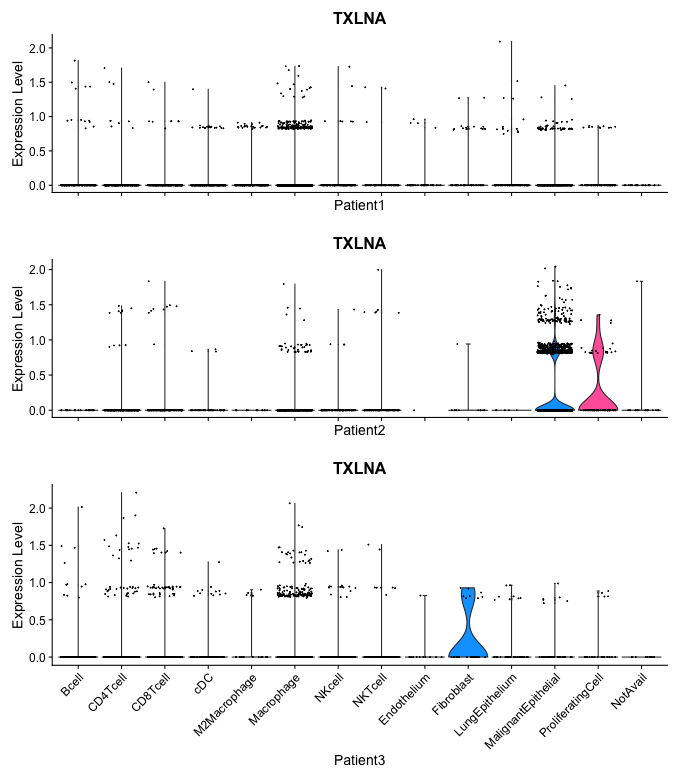 TXLNA
Expression Level
2.0
1.5
1.0
0.5
0.0
Patient1
TXLNA
Expression Level
2.0
1.5
1.0
0.5
0.0
Patient2
TXLNA
Expression Level
2.0
1.5
1.0
0.5
0.0
Bcell
CD4Tcell
CD8Tcell
cDC
M2Macrophage
Macrophage
NKcell
NKTcell
Endothelium
Fibroblast
LungEpithelium
MalignantEpithelial
ProliferatingCell
NotAvail
Patient3